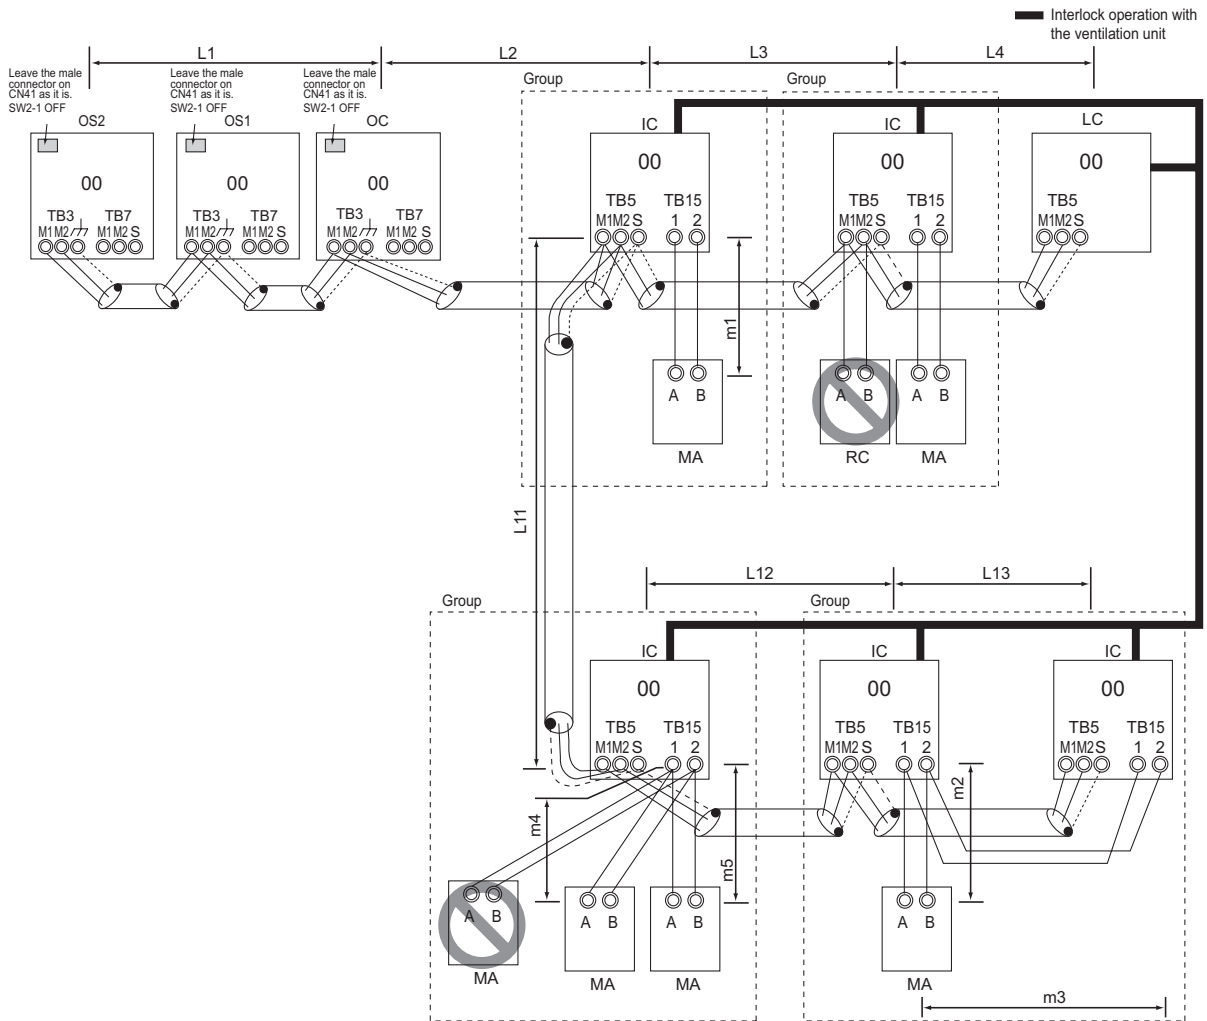 Interlock operation with
the ventilation unit
L1
L2
L3
L4
Leave the male
connector on
CN41 as it is.
SW2-1 OFF
Leave the male
connector on
CN41 as it is.
SW2-1 OFF
Leave the male
connector on
CN41 as it is.
SW2-1 OFF
Group
Group
OS2
OS1
OC
IC
IC
LC
00
00
00
00
00
00
TB3
TB7
M1 M2
M1 M2 S
TB3
TB7
M1 M2
M1 M2 S
TB3
TB7
M1 M2
M1 M2 S
TB5
TB15
M1 M2 S
1
2
TB5
TB15
M1 M2 S
1
2
TB5
M1 M2 S
m1
A
B
MA
A
B
RC
A
B
MA
L11
L12
L13
Group
Group
IC
IC
IC
00
00
00
TB5
TB15
M1 M2 S
1
2
TB5
TB15
M1 M2 S
1
2
TB5
TB15
M1 M2 S
1
2
m4
m5
m2
A
B
MA
A
B
MA
A
B
MA
A
B
MA
m3